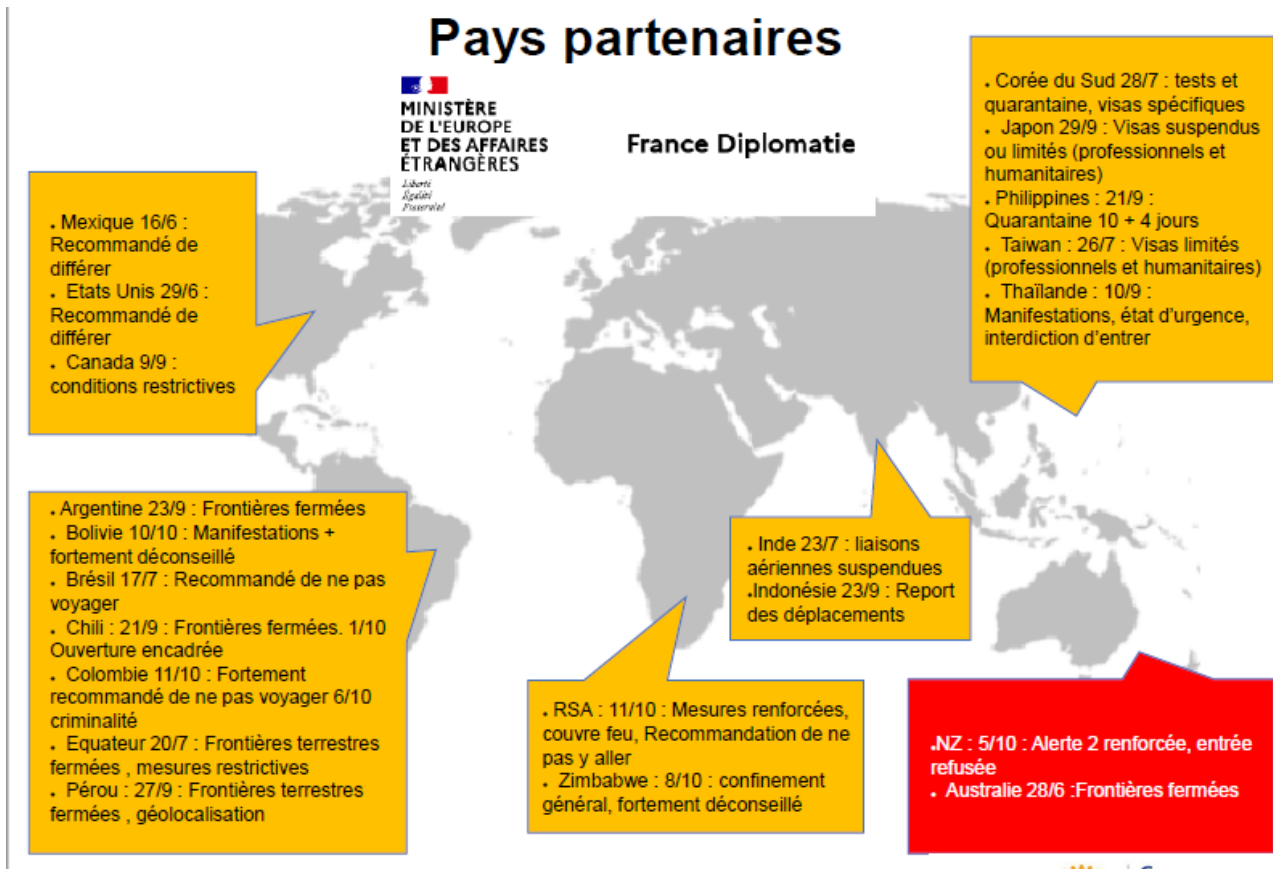 Pays partenaires
MINISTÈRE
DE L'EUROPE
ET DES AFFAIRES
ÉTRANGÈRES
Liberté
Égalité
Fraternité
France Diplomatie
. Mexique 16/6 :
Recommandé de
différer
. Etats Unis 29/6 :
Recommandé de
différer
. Canada 9/9 :
conditions restrictives
. Corée du Sud 28/7 : tests et
quarantaine, visas spécifiques
. Japon 29/9 : Visas suspendus
ou limités (professionnels et
humanitaires)
. Philippines : 21/9 :
Quarantaine 10 + 4 jours
. Taiwan : 26/7 : Visas limités
(professionnels et humanitaires)
. Thaïlande : 10/9 :
Manifestations, état d'urgence,
interdiction d'entrer
. Argentine 23/9 : Frontières fermées
. Bolivie 10/10 : Manifestations +
fortement déconseillé
. Brésil 17/7 : Recommandé de ne pas
voyager
. Chili : 21/9 : Frontières fermées. 1/10
Ouverture encadrée
. Colombie 11/10 : Fortement
recommandé de ne pas voyager 6/10
criminalité
. Equateur 20/7 : Frontières terrestres
fermées , mesures restrictives
. Pérou : 27/9 : Frontières terrestres
fermées , géolocalisation
. Inde 23/7 : liaisons
aériennes suspendues
.Indonésie 23/9 : Report
des déplacements
. RSA : 11/10 : Mesures renforcées,
couvre feu, Recommandation de ne
pas y aller
. Zimbabwe : 8/10 : confinement
général, fortement déconseillé
.NZ : 5/10 : Alerte 2 renforcée, entrée
refusée
. Australie 28/6 :Frontières fermées